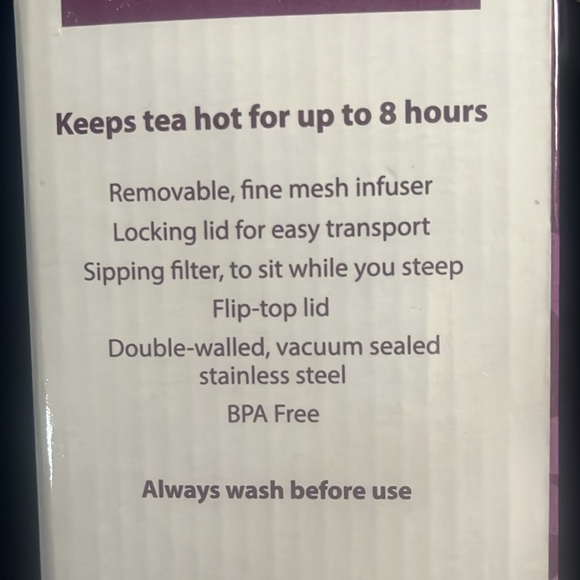 Keeps tea hot for up to 8 hours
Removable, fine mesh infuser
Locking lid for easy transport
Sipping filter, to sit while you steep
Flip-top lid
Double-walled, vacuum sealed
stainless steel
BPA Free
Always wash before use